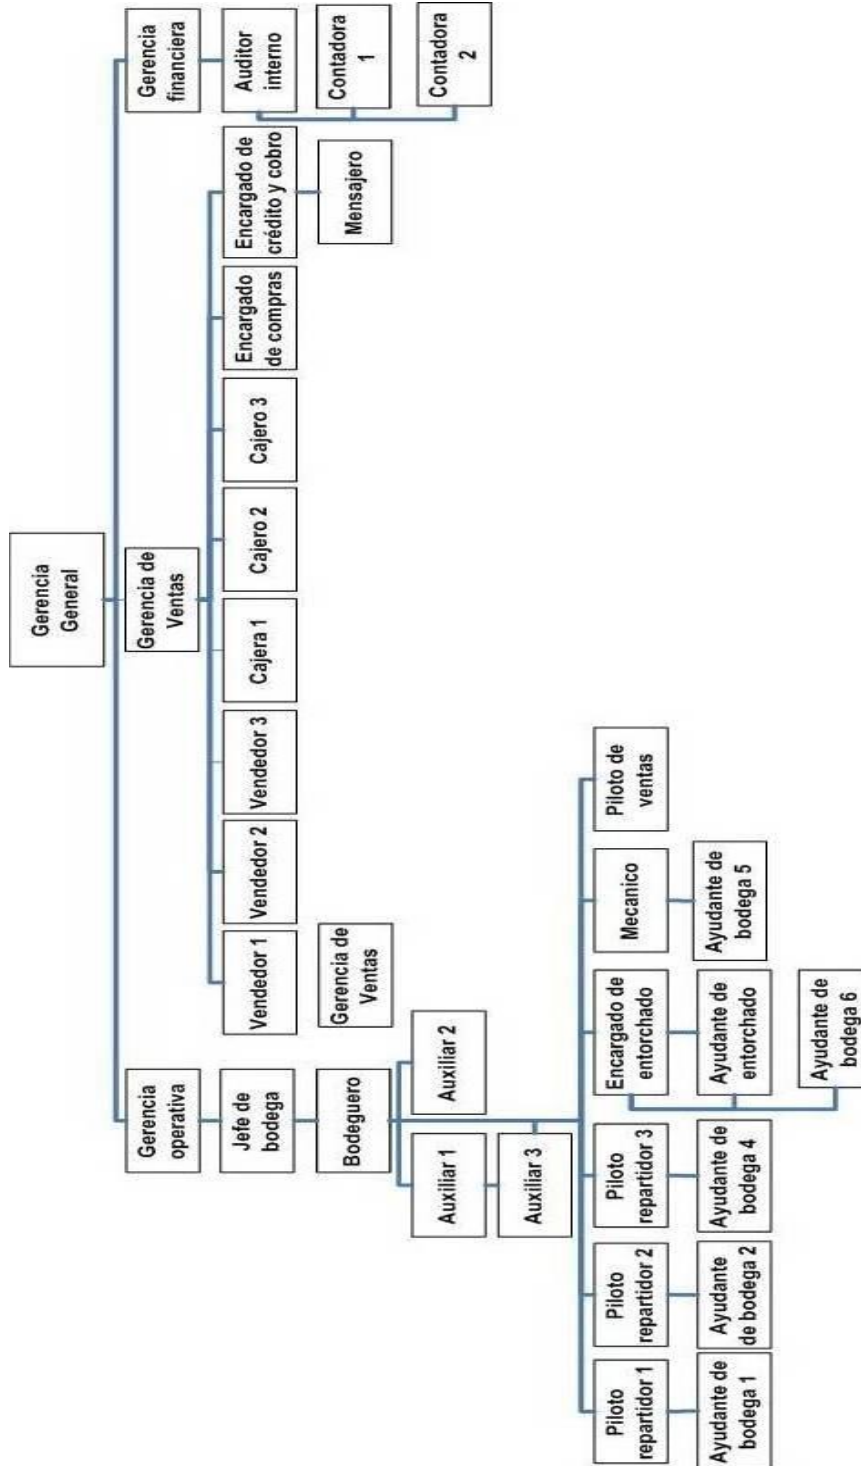 Gerencia
General
Gerencia
operativa
Gerencia de
Ventas
Gerencia
financiera
Jefe de
bodega
Vendedor 1
Vendedor 2
Vendedor 3
Cajera 1
Cajero 2
Cajero 3
Encargado
de compras
Encargado de
crédito y cobro
Auditor
interno
Bodeguero
Gerencia de
Ventas
Mensajero
Contadora
1
Auxiliar 1
Auxiliar 2
Contadora
2
Auxiliar 3
Piloto
repartidor 1
Piloto
repartidor 2
Piloto
repartidor 3
Encargado de
entorchado
Mecanico
Piloto de
ventas
Ayudante de
bodega 1
Ayudante
de bodega 2
Ayudante de
bodega 4
Ayudante de
entorchado
Ayudante de
bodega 5
Ayudante de
bodega 6